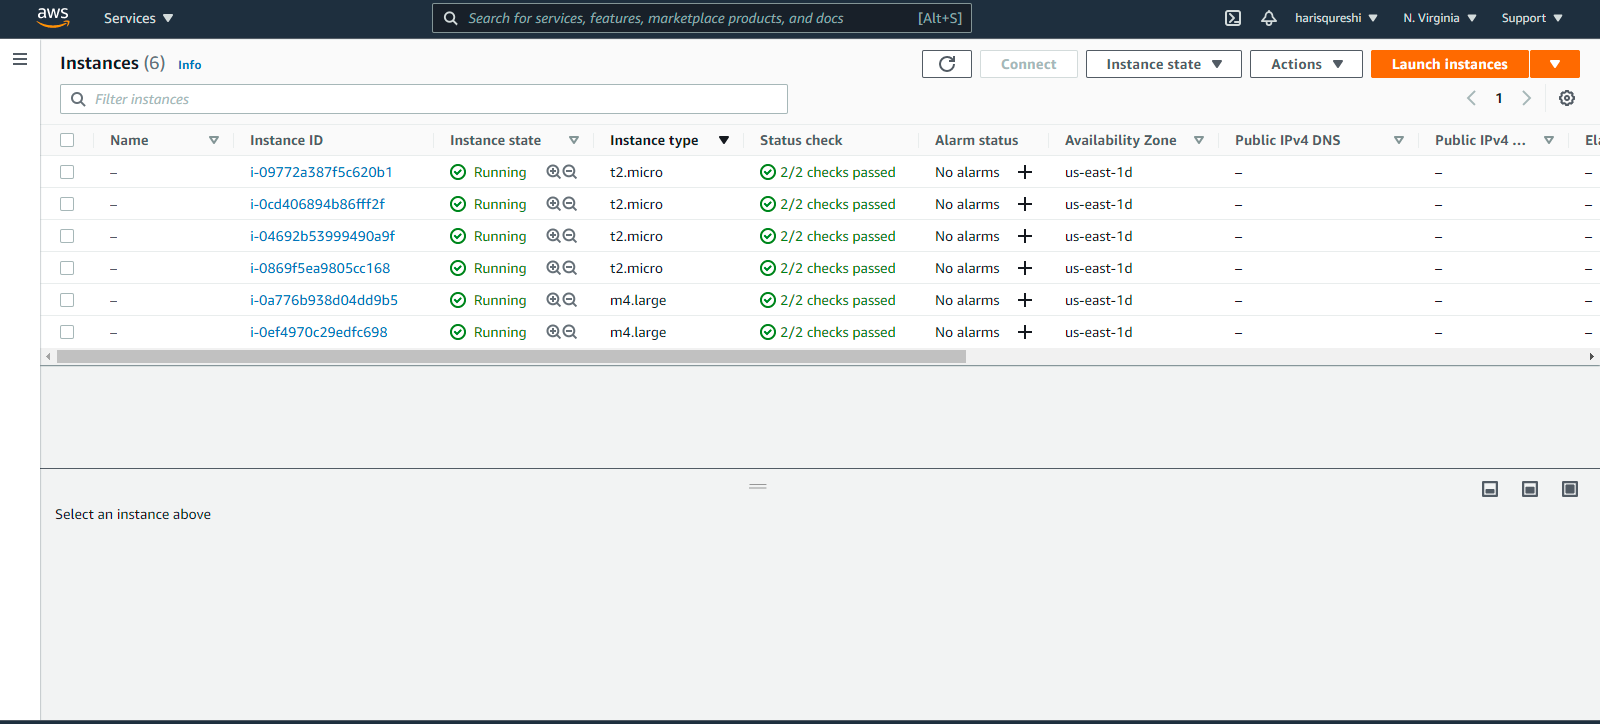 aws Services Search for services, features, marketplace products, and docs [Alt+S] harisqureshi N. Virginia Support
Instances (6) Info Connect Instance state Actions Launch instances
Filter instances 1
Name Instance ID Instance state Instance type Status check Alarm status Availability Zone Public IPv4 DNS Public IPv4 ... Ela
– i-09772a387f5c620b1 Running t2.micro 2/2 checks passed No alarms + us-east-1d – – –
– i-0cd406894b86fff2f Running t2.micro 2/2 checks passed No alarms + us-east-1d – – –
– i-04692b53999490a9f Running t2.micro 2/2 checks passed No alarms + us-east-1d – – –
– i-0869f5ea9805cc168 Running t2.micro 2/2 checks passed No alarms + us-east-1d – – –
– i-0a776b938d04dd9b5 Running m4.large 2/2 checks passed No alarms + us-east-1d – – –
– i-0ef4970c29edfc698 Running m4.large 2/2 checks passed No alarms + us-east-1d – – –
Select an instance above